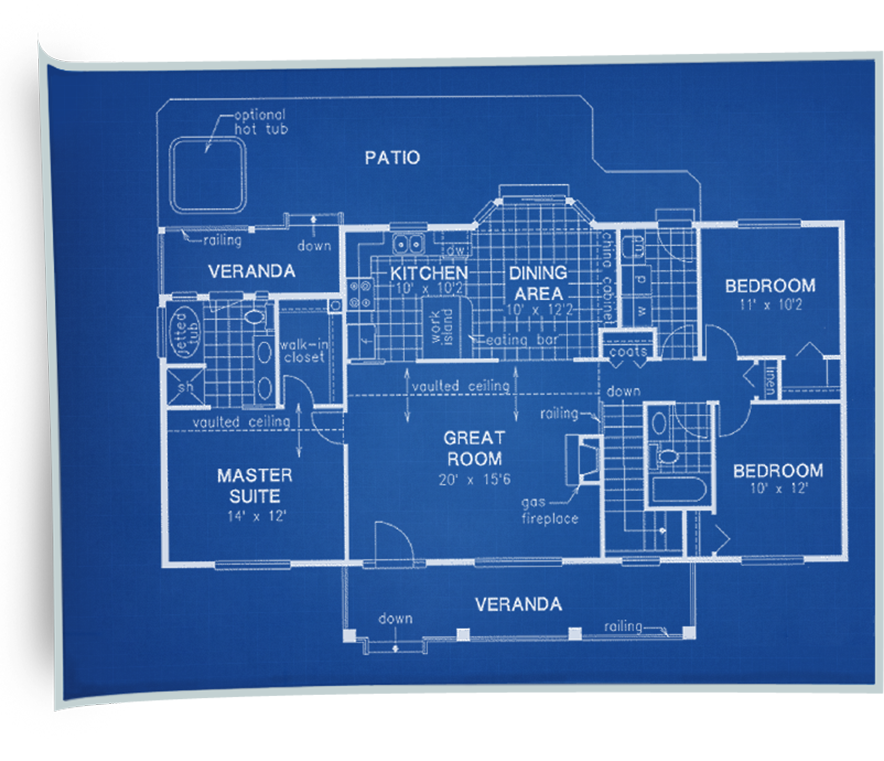 optional
hot tub
PATIO
railing
down
VERANDA
KITCHEN
10' x 10'2
dw
DINING
AREA
10' x 12'2
china cabinet
d
w
BEDROOM
11' x 10'2
jetted
tub
walk-in
closet
work
island
eating bar
f
coats
sh
vaulted ceiling
vaulted ceiling
down
linen
railing
GREAT
ROOM
20' x 15'6
MASTER
SUITE
14' x 12'
BEDROOM
10' x 12'
gas
fireplace
VERANDA
down
railing